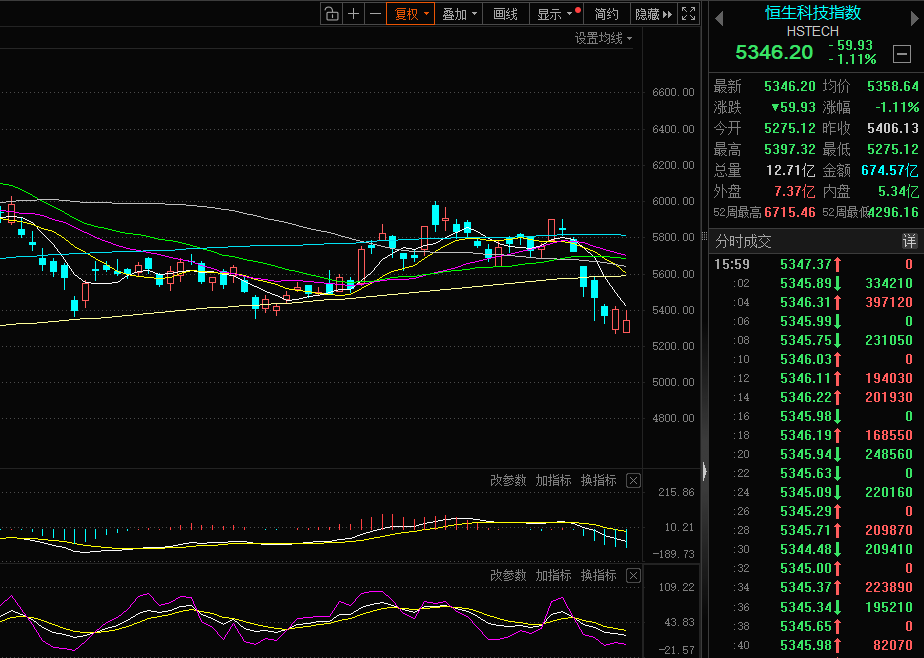 复权 叠加 画线 显示 简约 隐藏
设置均线
6600.00
6400.00
6200.00
6000.00
5800.00
5600.00
5400.00
5200.00
5000.00
4800.00
改参数 加指标 换指标
215.86
10.21
-189.73
改参数 加指标 换指标
109.22
43.83
-21.57
恒生科技指数
HSTECH
5346.20 -59.93
-1.11%
最新 5346.20 均价 5358.64
涨跌 ▼59.93 涨幅 -1.11%
今开 5275.12 昨收 5406.13
最高 5397.32 最低 5275.12
总量 12.71亿 金额 674.57亿
外盘 7.37亿 内盘 5.34亿
52周最高 6715.46 52周最低 4296.16
分时成交 详
15:59 5347.37↑ 0
:02 5345.89↓ 334210
:04 5346.31↑ 397120
:06 5345.99↓ 0
:08 5345.75↓ 231050
:10 5346.03↑ 0
:12 5346.11↑ 194030
:14 5346.22↑ 201930
:16 5345.98↓ 0
:18 5346.19↑ 168550
:20 5345.94↓ 248560
:22 5345.63↓ 0
:24 5345.09↓ 220160
:26 5345.29↑ 0
:28 5345.71↑ 209870
:30 5344.48↓ 209410
:32 5345.00↑ 0
:34 5345.37↑ 223890
:36 5345.34↓ 195210
:38 5345.65↑ 0
:40 5345.98↑ 82070